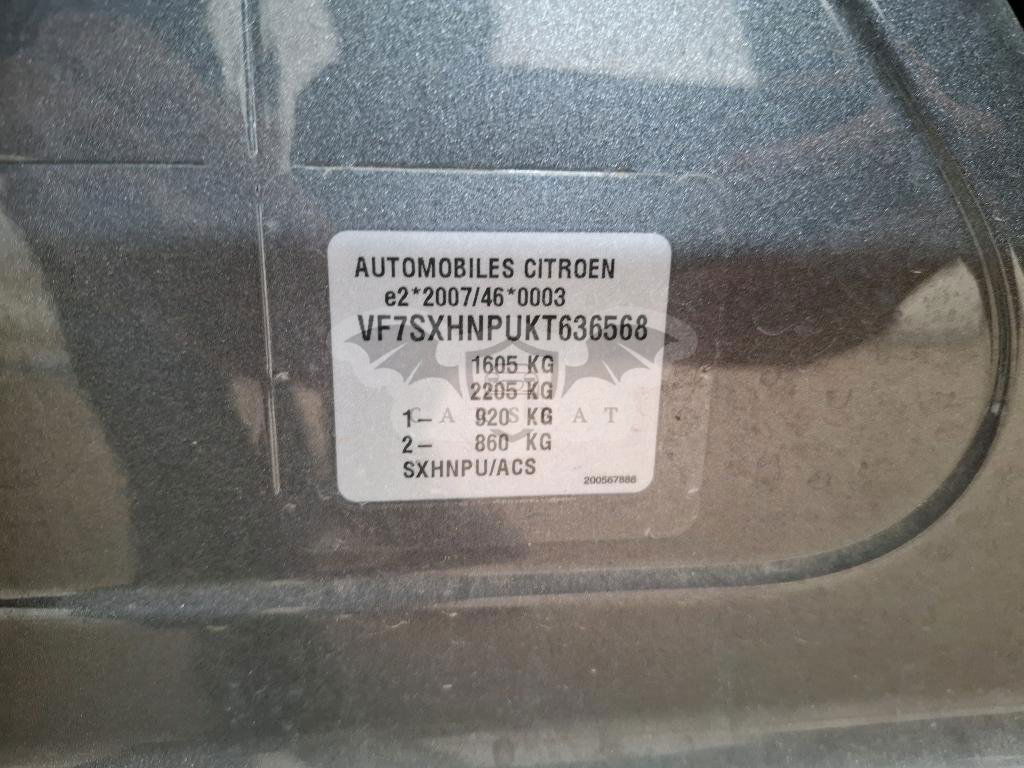 AUTOMOBILES CITROEN
e2*2007/46*0003
VF7SXHNPUKT636568
1605 KG
2205 KG
1– 920 KG
2– 860 KG
SXHNPU/ACS
200567888